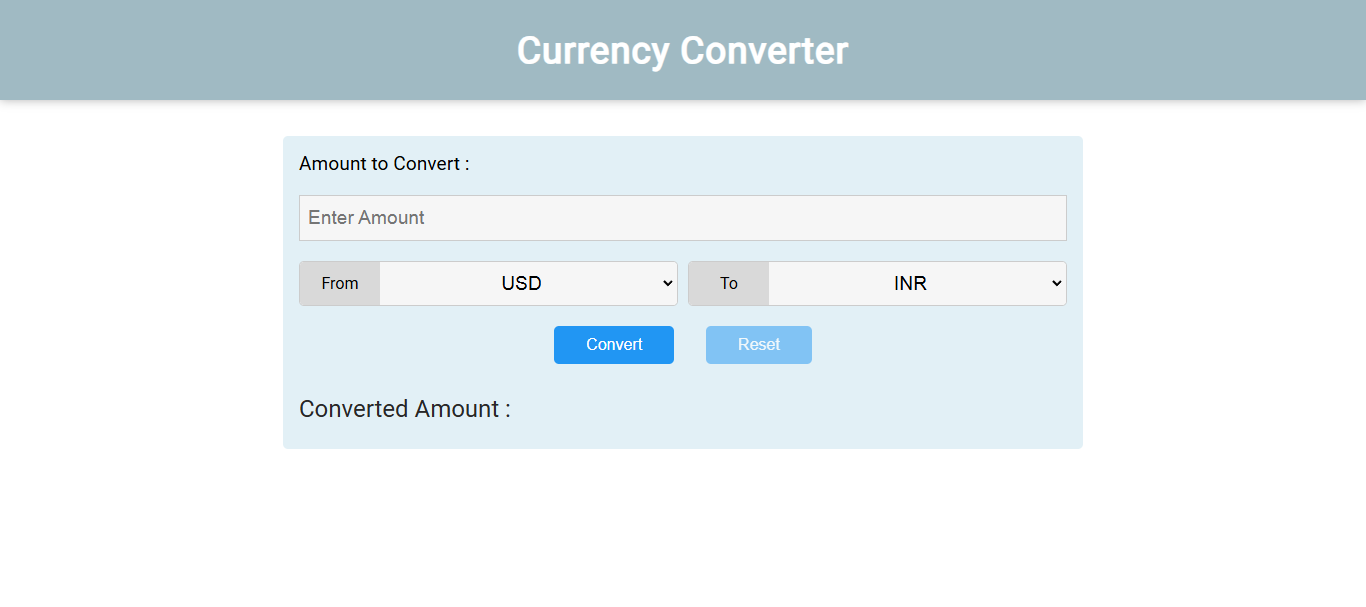 Currency Converter
Amount to Convert :
Enter Amount
From USD To INR
Convert Reset
Converted Amount :